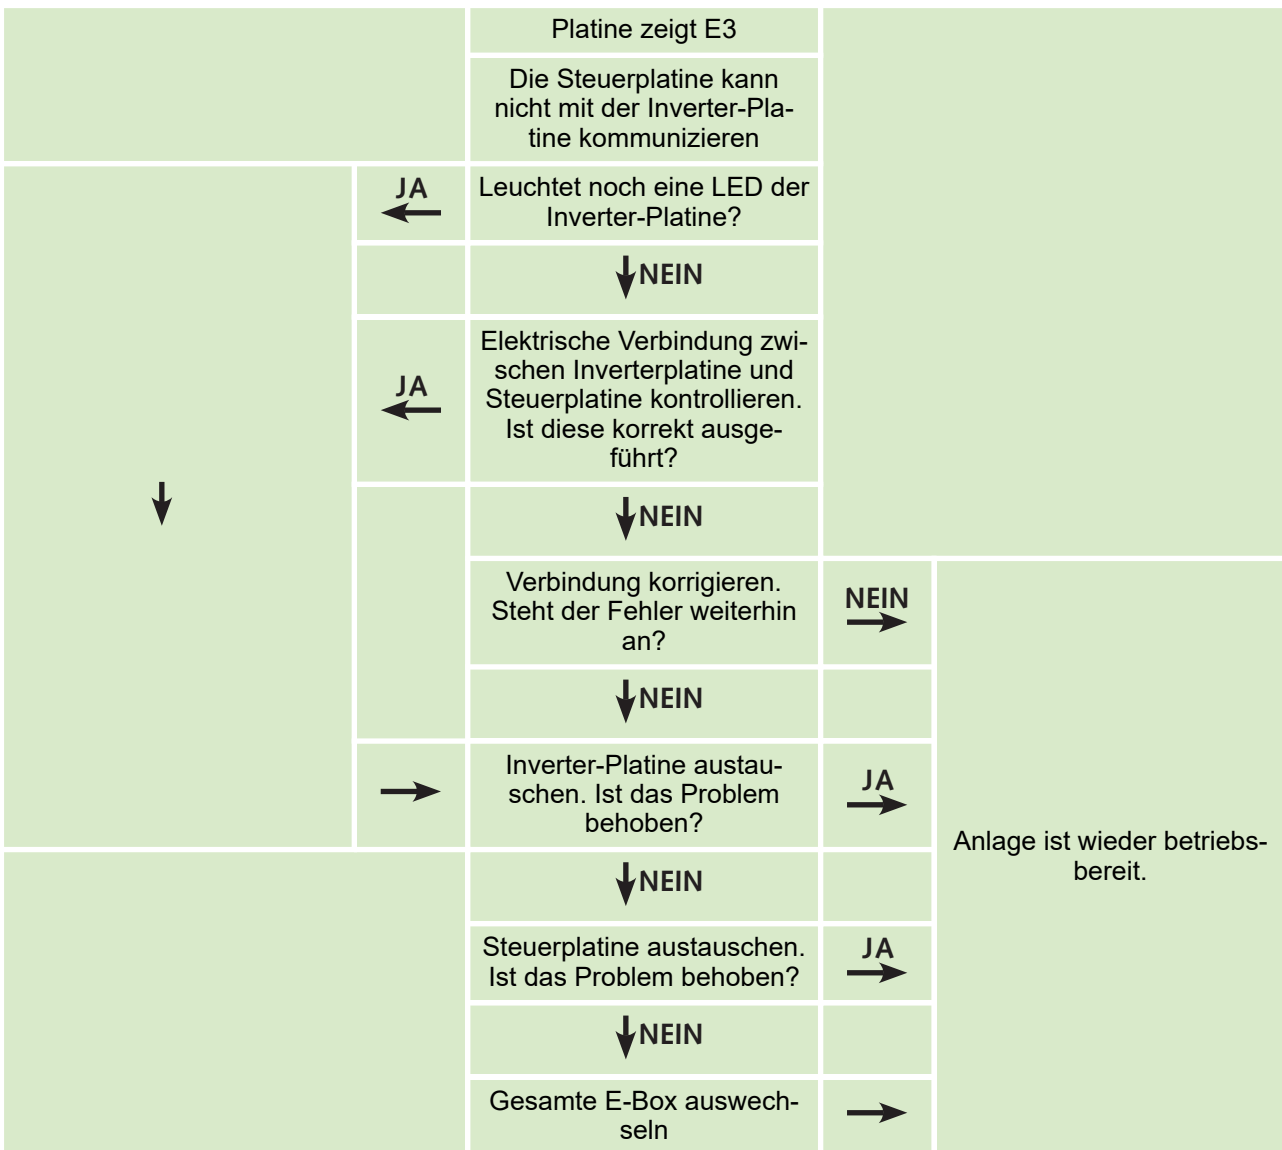 Platine zeigt E3
Die Steuerplatine kann
nicht mit der Inverter-Pla-
tine kommunizieren
JA
Leuchtet noch eine LED der
Inverter-Platine?
NEIN
JA
Elektrische Verbindung zwi-
schen Inverterplatine und
Steuerplatine kontrollieren.
Ist diese korrekt ausge-
führt?
NEIN
Verbindung korrigieren.
Steht der Fehler weiterhin
an?
NEIN
NEIN
Inverter-Platine austau-
schen. Ist das Problem
behoben?
JA
Anlage ist wieder betriebs-
bereit.
NEIN
Steuerplatine austauschen.
Ist das Problem behoben?
JA
NEIN
Gesamte E-Box auswech-
seln